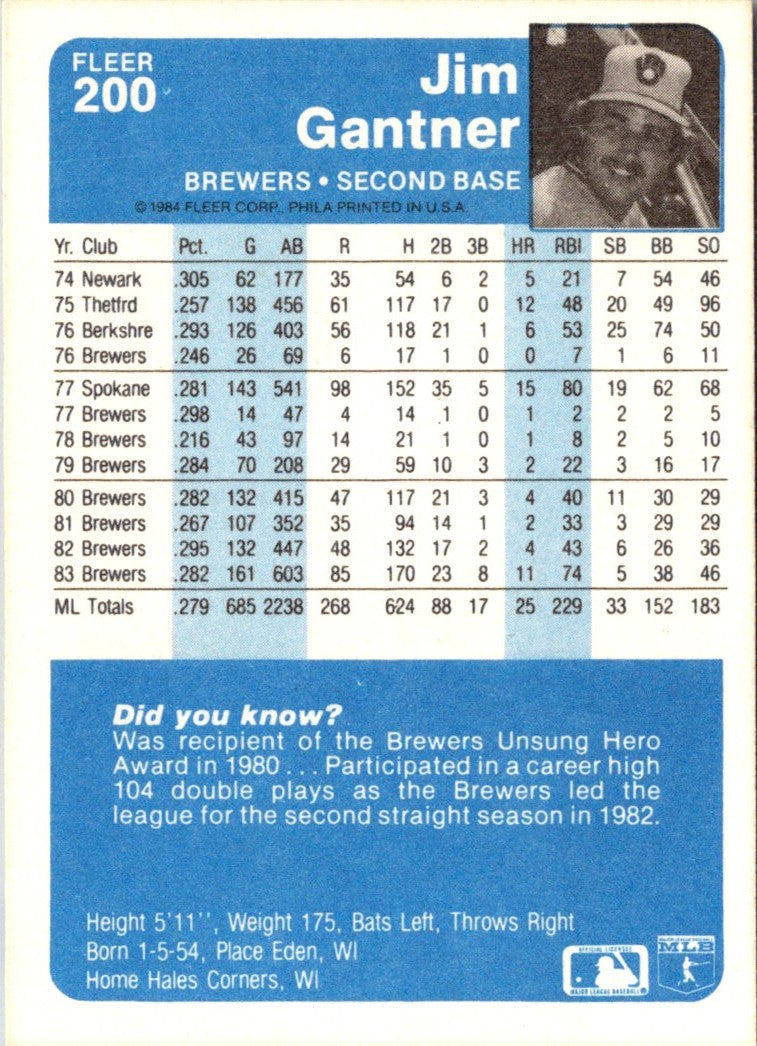 FLEER
200
Jim
Gantner
BREWERS • SECOND BASE
© 1984 FLEER CORP., PHILA PRINTED IN U.S.A.
Yr. Club Pct. G AB R H 2B 3B HR RBI SB BB SO
74 Newark .305 62 177 35 54 6 2 5 21 7 54 46
75 Thetfrd .257 138 456 61 117 17 0 12 48 20 49 96
76 Berkshre .293 126 403 56 118 21 1 6 53 25 74 50
76 Brewers .246 26 69 6 17 1 0 0 7 1 6 11
77 Spokane .281 143 541 98 152 35 5 15 80 19 62 68
77 Brewers .298 14 47 4 14 1 0 1 2 2 2 5
78 Brewers .216 43 97 14 21 1 0 1 8 2 5 10
79 Brewers .284 70 208 29 59 10 3 2 22 3 16 17
80 Brewers .282 132 415 47 117 21 3 4 40 11 30 29
81 Brewers .267 107 352 35 94 14 1 2 33 3 29 29
82 Brewers .295 132 447 48 132 17 2 4 43 6 26 36
83 Brewers .282 161 603 85 170 23 8 11 74 5 38 46
ML Totals .279 685 2238 268 624 88 17 25 229 33 152 183
Did you know?
Was recipient of the Brewers Unsung Hero
Award in 1980 . . . Participated in a career high
104 double plays as the Brewers led the
league for the second straight season in 1982.
Height 5'11'', Weight 175, Bats Left, Throws Right
Born 1-5-54, Place Eden, WI
Home Hales Corners, WI
OFFICIAL LICENSEE
MAJOR LEAGUE BASEBALL®
MAJOR LEAGUE BASEBALL
MLB